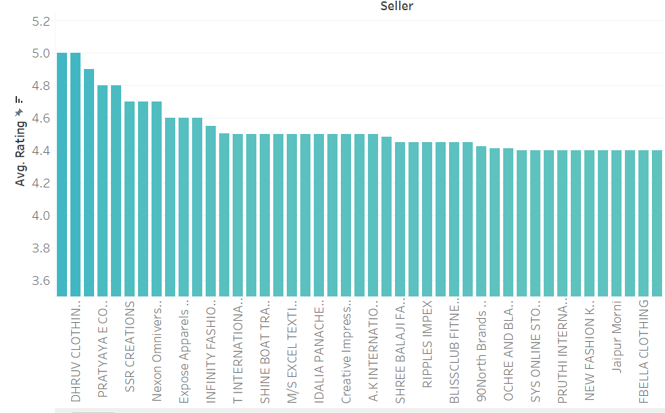 Seller
5.2
5.0
4.8
4.6
4.4
4.2
4.0
3.8
3.6
Avg. Rating
DHRUV CLOTHIN..
PRATYAYA E CO..
SSR CREATIONS
Nexon Omnivers..
Expose Apparels ..
INFINITY FASHIO..
T INTERNATIONA..
SHINE BOAT TRA..
M/S EXCEL TEXTI..
IDALIA PANACHE..
Creative Impress..
A.K INTERNATIO..
SHREE BALAJI FA..
RIPPLES IMPEX
BLISSCLUB FITNE..
90North Brands ..
OCHRE AND BLA..
SYS ONLINE STO..
PRUTHI INTERNA..
NEW FASHION K..
Jaipur Morni
FBELLA CLOTHING